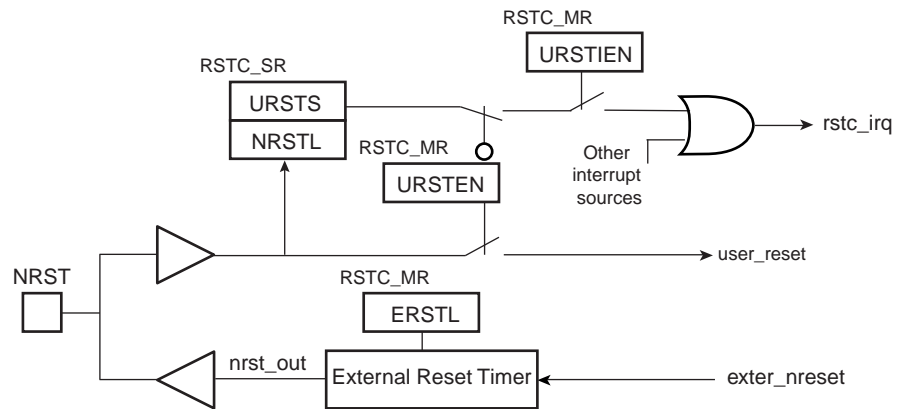 RSTC_MR
URSTIEN
RSTC_SR
URSTS
NRSTL
rstc_irq
RSTC_MR
Other
interrupt
sources
URSTEN
user_reset
NRST
RSTC_MR
ERSTL
nrst_out
External Reset Timer
exter_nreset